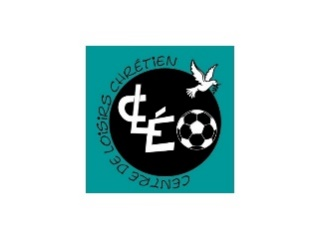 CENTRE DE LOISIRS CHRÉTIEN
CLÉO